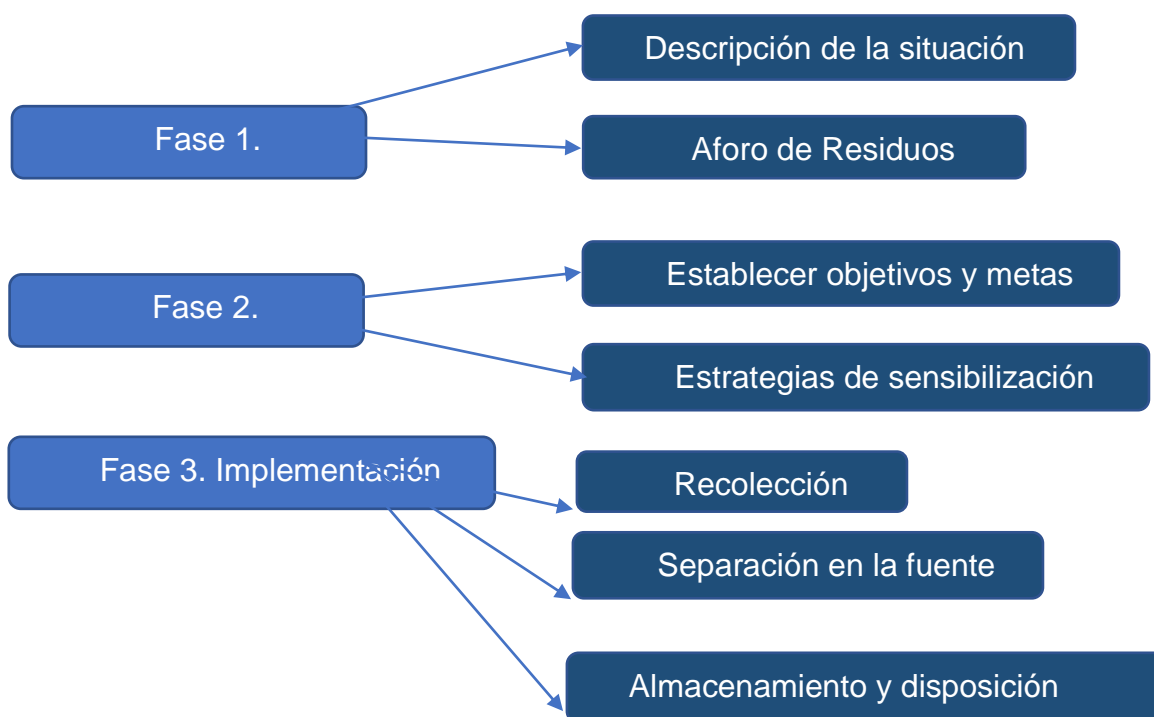 Descripción de la situación
Fase 1.
Aforo de Residuos
Establecer objetivos y metas
Fase 2.
Estrategias de sensibilización
Fase 3. Implementación
Recolección
Separación en la fuente
Almacenamiento y disposición